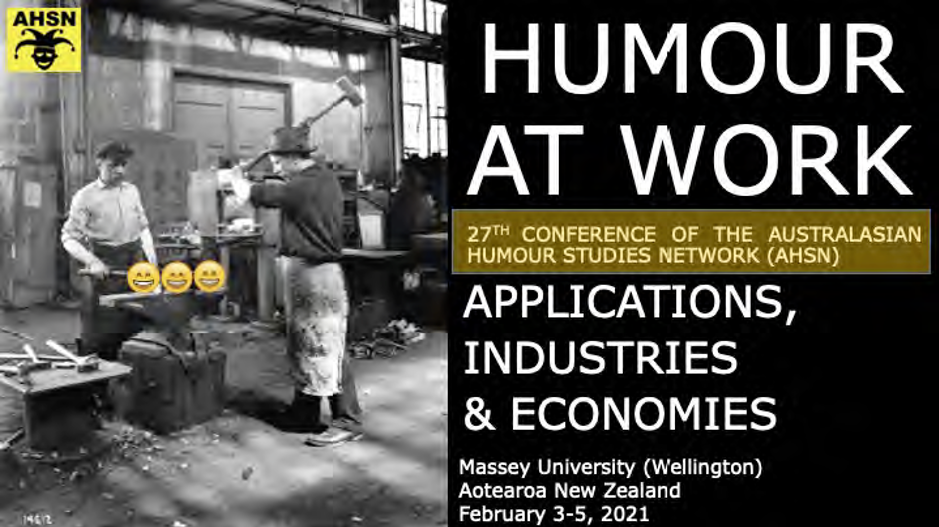 AHSN
HUMOUR
AT WORK
27TH CONFERENCE OF THE AUSTRALASIAN
HUMOUR STUDIES NETWORK (AHSN)
APPLICATIONS,
INDUSTRIES
& ECONOMIES
Massey University (Wellington)
Aotearoa New Zealand
February 3-5, 2021